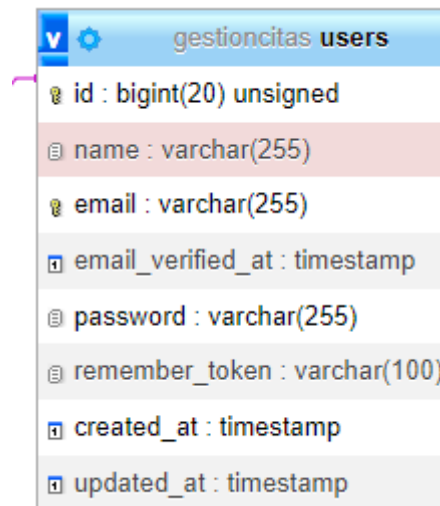 v gestioncitas users
id : bigint(20) unsigned
name : varchar(255)
email : varchar(255)
email_verified_at : timestamp
password : varchar(255)
remember_token : varchar(100)
created_at : timestamp
updated_at : timestamp